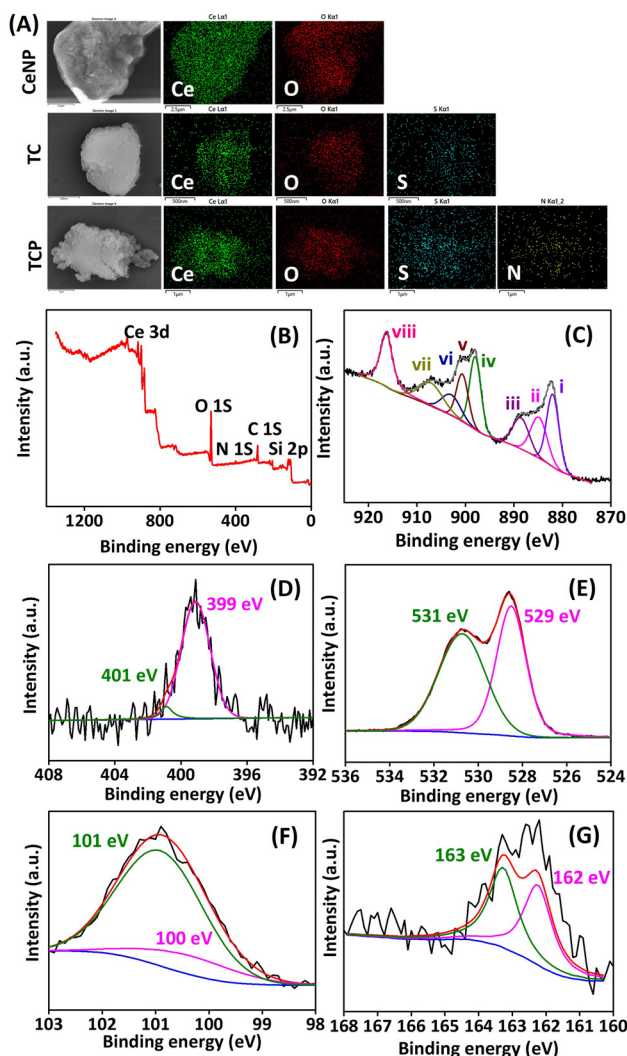 (A)
Electron Image 6
Ce Lα1
O Kα1
CeNP
Ce
O
2.5µm
2.5µm
Ce Lα1
O Kα1
S Kα1
TC
Ce
O
S
500nm
500nm
500nm
Ce Lα1
O Kα1
S Kα1
N Kα1_2
TCP
Ce
O
S
N
1µm
1µm
1µm
1µm
(B)
Ce 3d
O 1S
C 1S
N 1S
Si 2p
Intensity (a.u.)
1200 800 400 0
Binding energy (eV)
(C)
viii
vii
vi
v
iv
iii
ii
i
Intensity (a.u.)
920 910 900 890 880 870
Binding energy (eV)
(D)
399 eV
401 eV
Intensity (a.u.)
408 404 400 396 392
Binding energy (eV)
(E)
531 eV
529 eV
Intensity (a.u.)
536 534 532 530 528 526 524
Binding energy (eV)
(F)
101 eV
100 eV
Intensity (a.u.)
103 102 101 100 99 98
Binding energy (eV)
(G)
163 eV
162 eV
Intensity (a.u.)
168 167 166 165 164 163 162 161 160
Binding energy (eV)